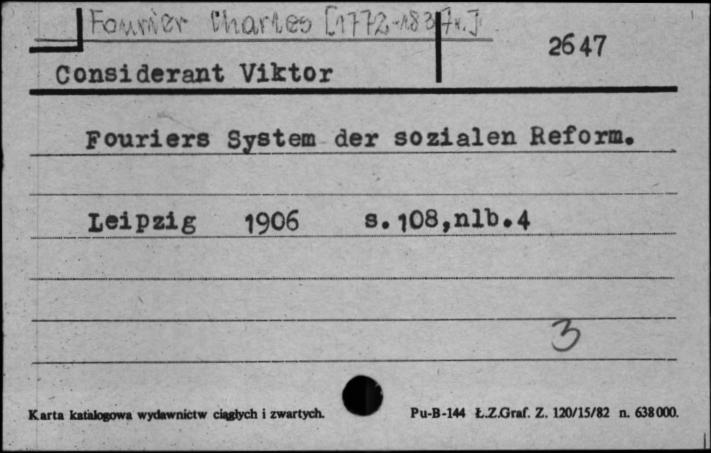 Fourier Charles [1772-1837r.]
2647
Considerant Viktor
Fouriers System der sozialen Reform.
Leipzig 1906 s.108,nlb.4
3
Karta katalogowa wydawnictw ciągłych i zwartych.
Pu-B-144 Ł.Z.Graf. Z. 120/15/82 n. 638000.